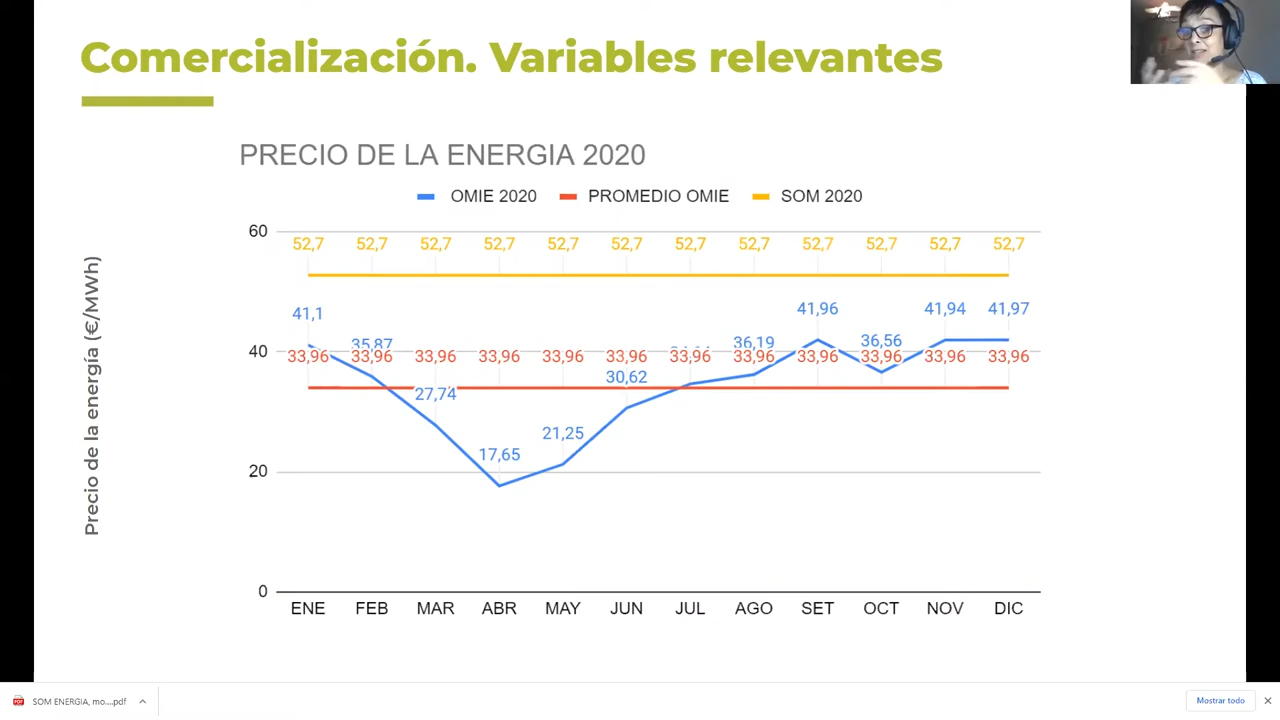 Comercialización. Variables relevantes
PRECIO DE LA ENERGIA 2020
OMIE 2020 PROMEDIO OMIE SOM 2020
Precio de la energía (€/MWh)
60
52,7 52,7 52,7 52,7 52,7 52,7 52,7 52,7 52,7 52,7 52,7 52,7
41,1 41,96 41,94 41,97
35,87 36,19 36,56
40
33,96 33,96 33,96 33,96 33,96 33,96 33,96 33,96 33,96 33,96 33,96 33,96
30,62
27,74
21,25
17,65
20
0
ENE FEB MAR ABR MAY JUN JUL AGO SET OCT NOV DIC
SOM ENERGIA, mo....pdf
Mostrar todo